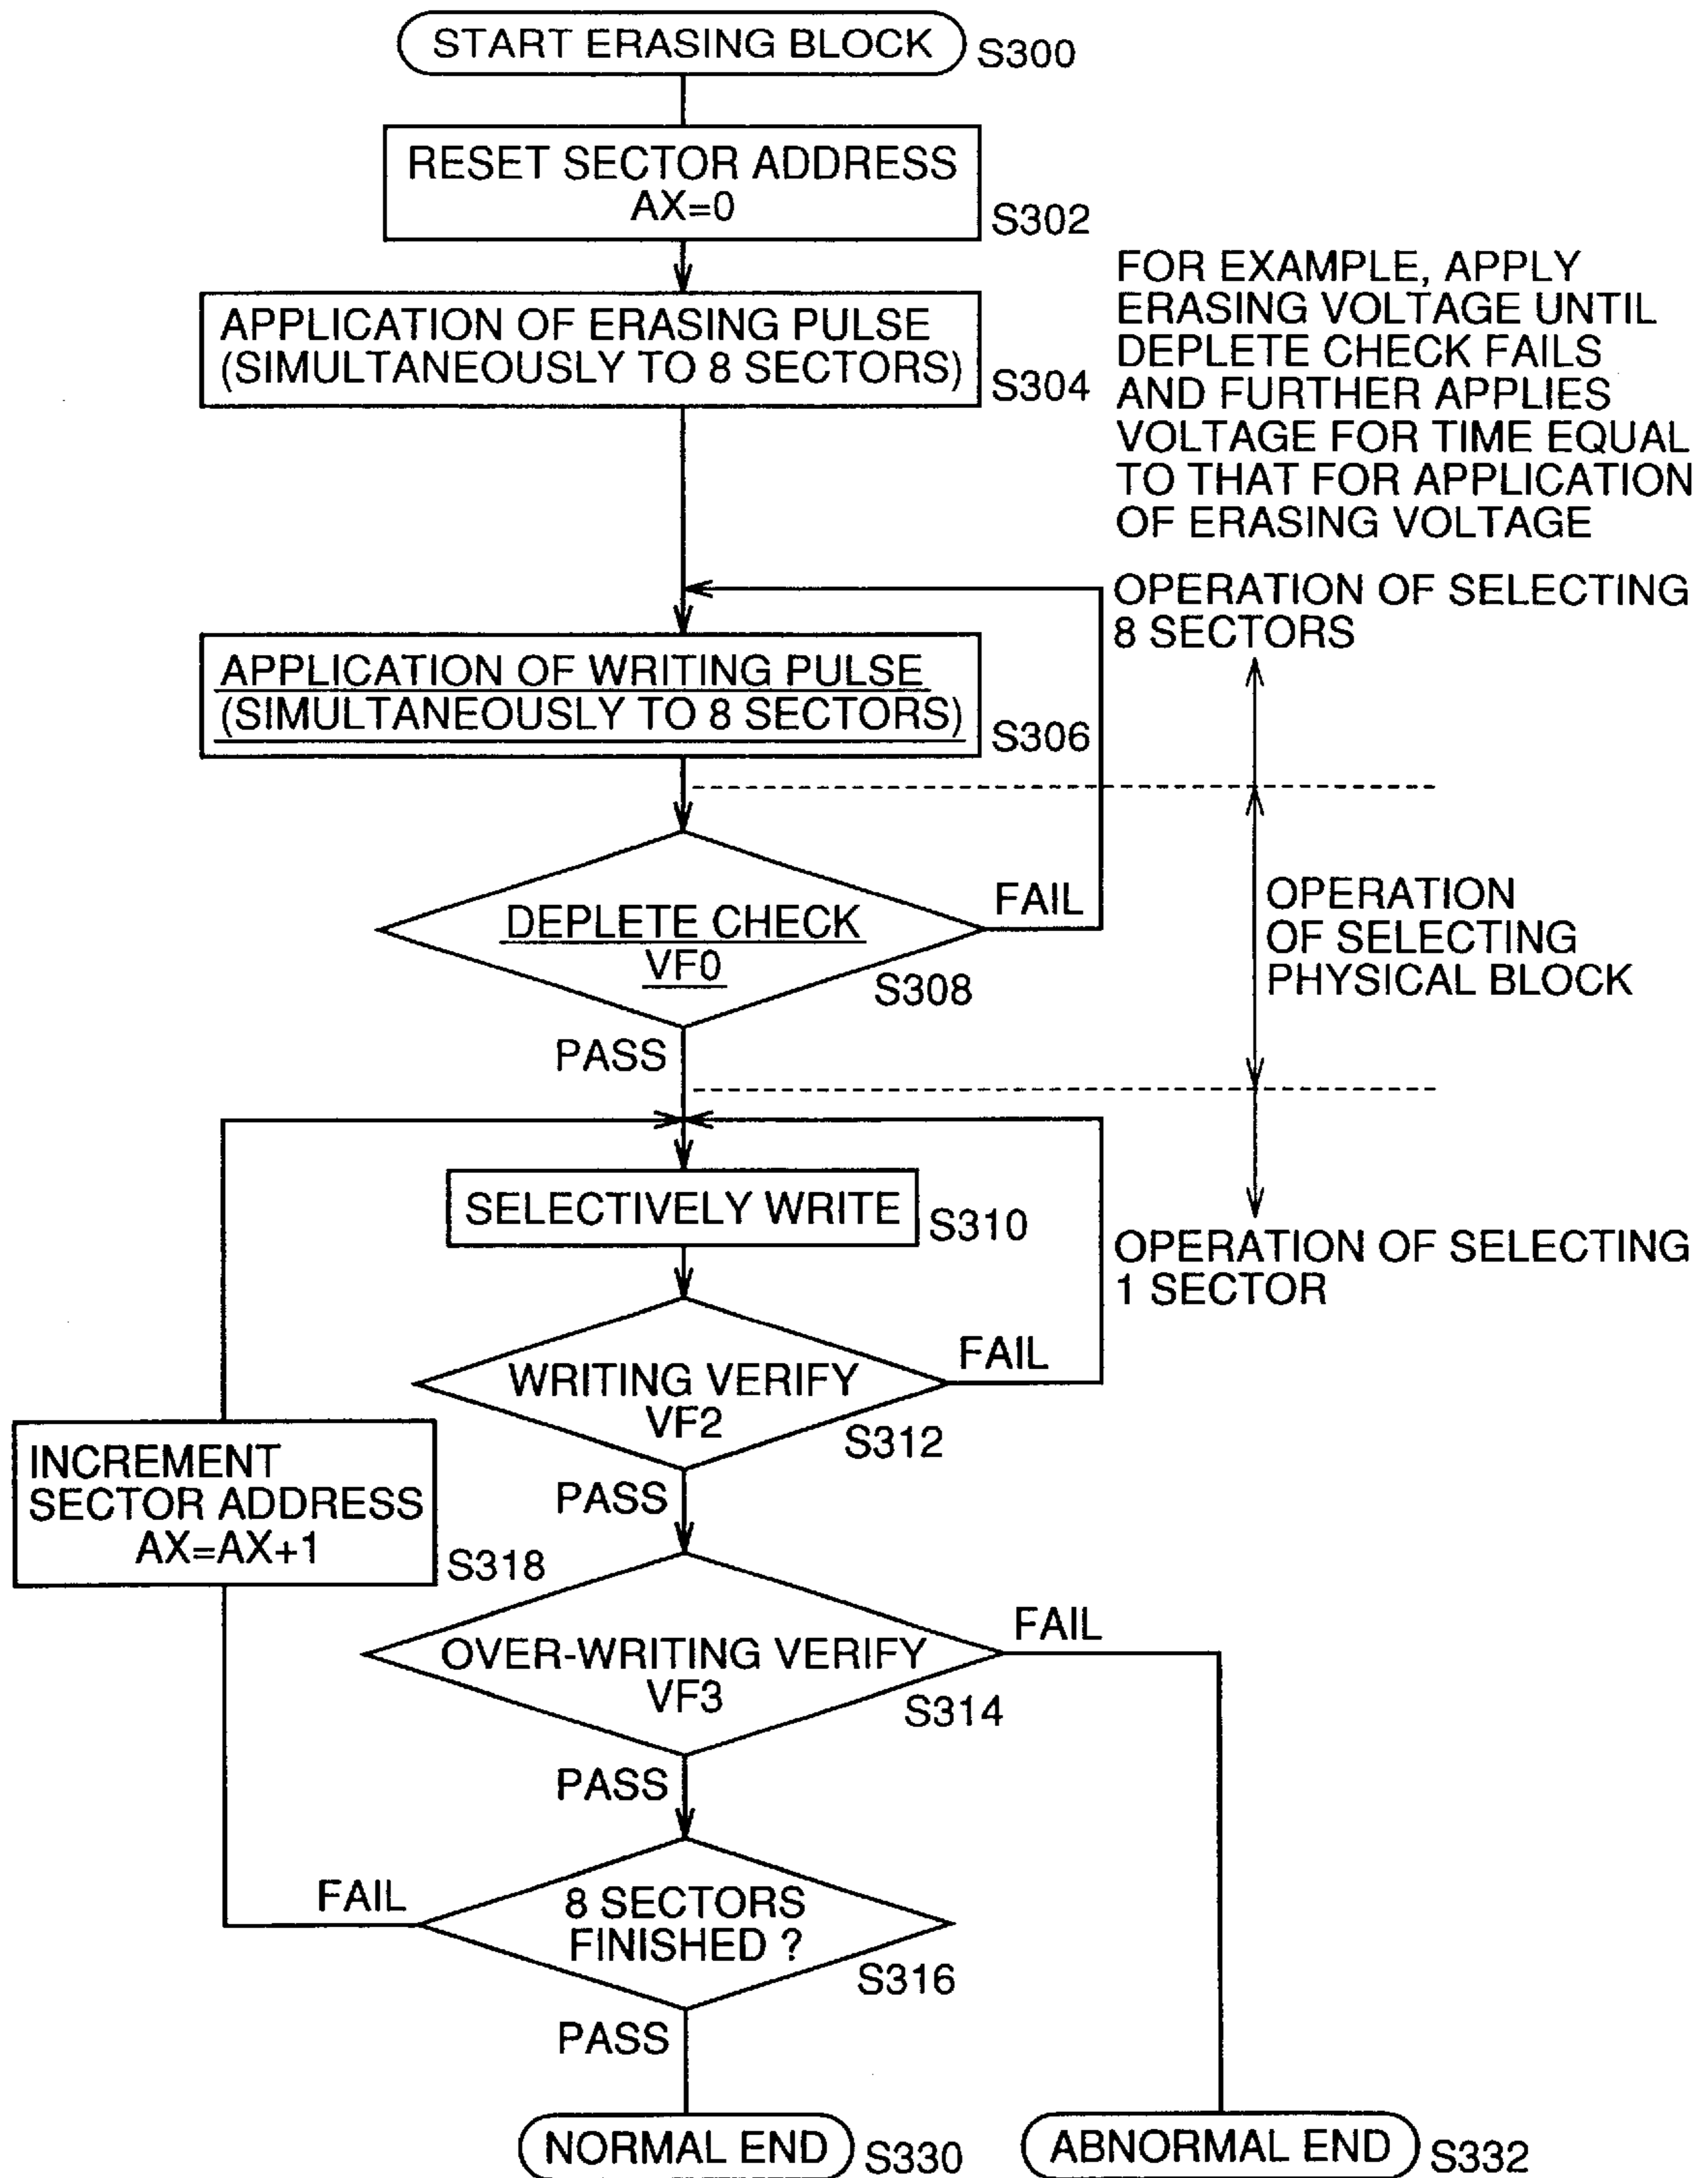 START ERASING BLOCK
S300
RESET SECTOR ADDRESS
AX=0
S302
APPLICATION OF ERASING PULSE
(SIMULTANEOUSLY TO 8 SECTORS)
S304
FOR EXAMPLE, APPLY
ERASING VOLTAGE UNTIL
DEPLETE CHECK FAILS
AND FURTHER APPLIES
VOLTAGE FOR TIME EQUAL
TO THAT FOR APPLICATION
OF ERASING VOLTAGE
OPERATION OF SELECTING
8 SECTORS
APPLICATION OF WRITING PULSE
(SIMULTANEOUSLY TO 8 SECTORS)
S306
DEPLETE CHECK
VF0
S308
FAIL
OPERATION
OF SELECTING
PHYSICAL BLOCK
PASS
SELECTIVELY WRITE
S310
OPERATION OF SELECTING
1 SECTOR
WRITING VERIFY
VF2
S312
FAIL
INCREMENT
SECTOR ADDRESS
AX=AX+1
S318
PASS
OVER-WRITING VERIFY
VF3
S314
FAIL
PASS
8 SECTORS
FINISHED ?
S316
FAIL
PASS
NORMAL END
S330
ABNORMAL END
S332